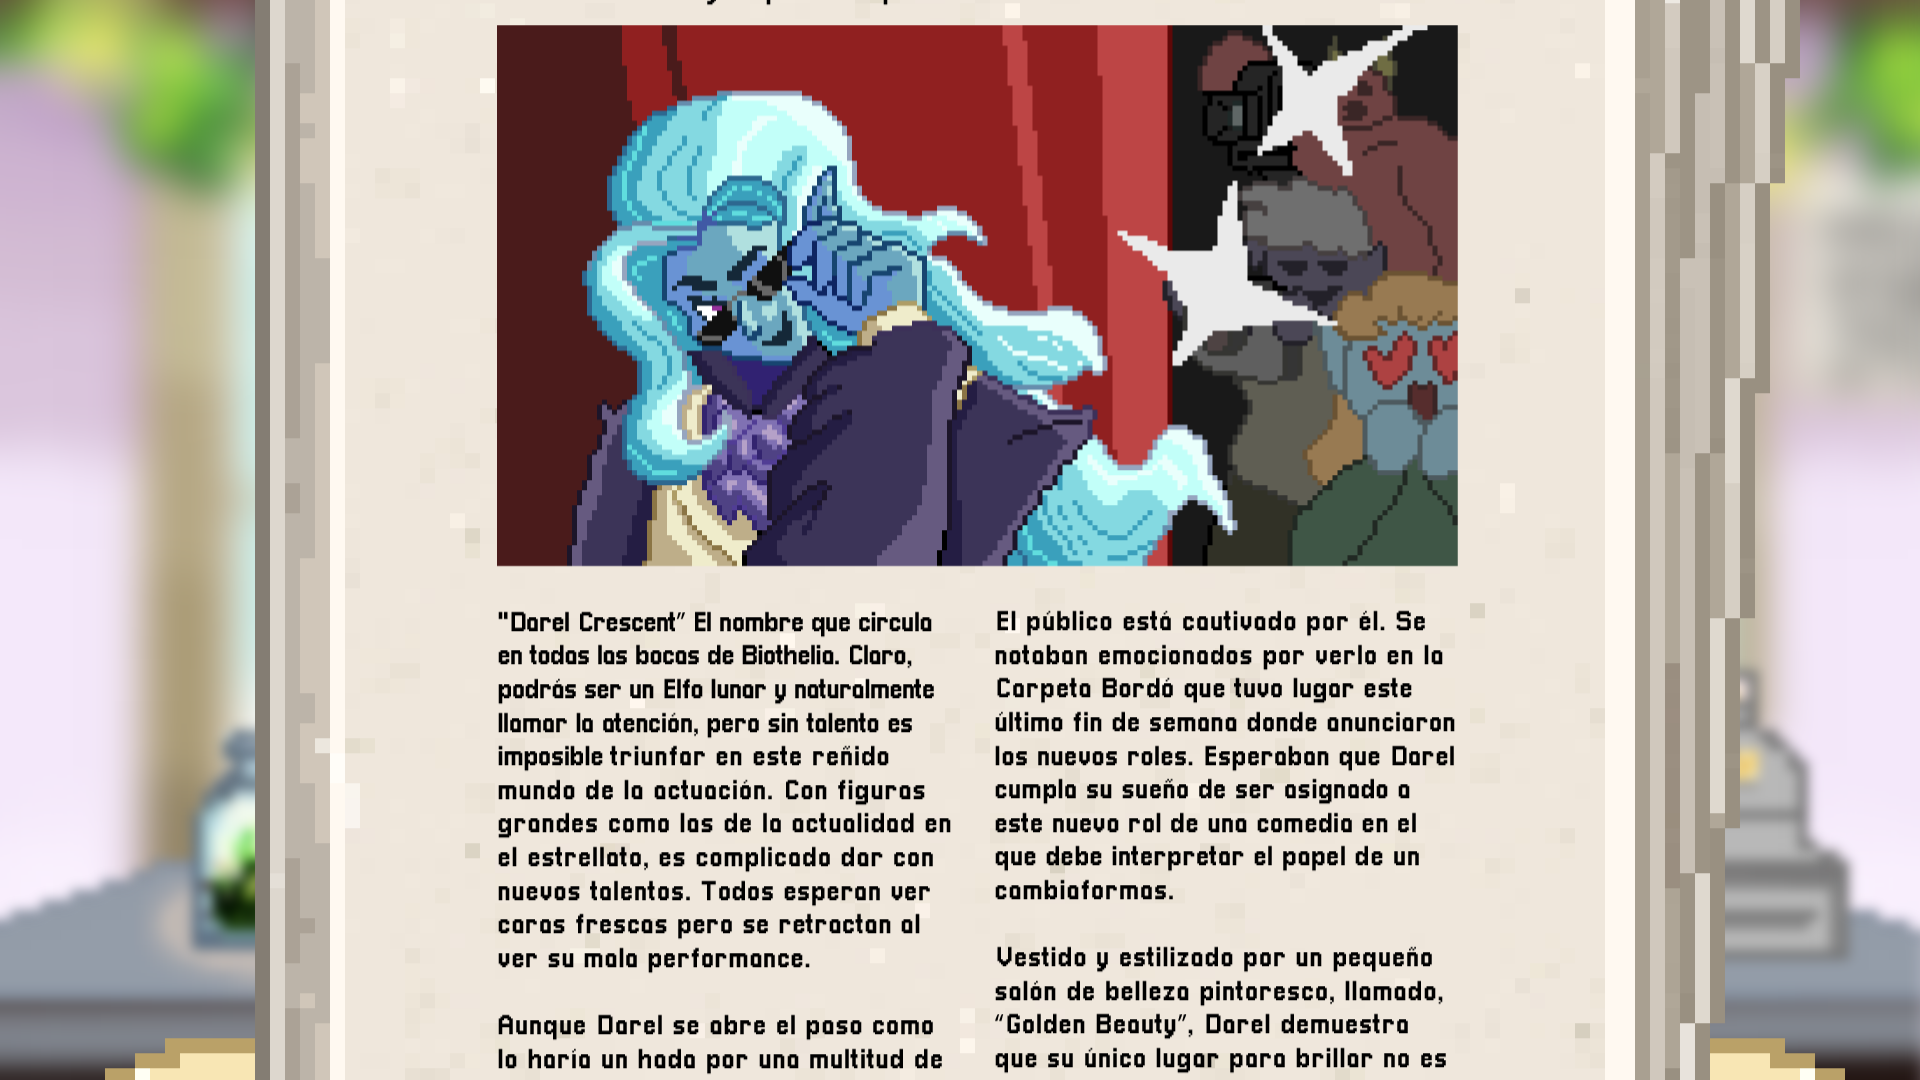 "Darel Crescent" El nombre que circula
en todas las bocas de Biothelia. Claro,
podrás ser un Elfo lunar y naturalmente
llamar la atención, pero sin talento es
imposible triunfar en este reñido
mundo de la actuación. Con figuras
grandes como las de la actualidad en
el estrellato, es complicado dar con
nuevos talentos. Todos esperan ver
caras frescas pero se retractan al
ver su mala performance.
Aunque Darel se abre el paso como
lo haría un hada por una multitud de
El público está cautivado por él. Se
notaban emocionados por verlo en la
Carpeta Bordó que tuvo lugar este
último fin de semana donde anunciaron
los nuevos roles. Esperaban que Darel
cumpla su sueño de ser asignado a
este nuevo rol de una comedia en el
que debe interpretar el papel de un
cambiaformas.
Vestido y estilizado por un pequeño
salón de belleza pintoresco, llamado,
"Golden Beauty", Darel demuestra
que su único lugar para brillar no es